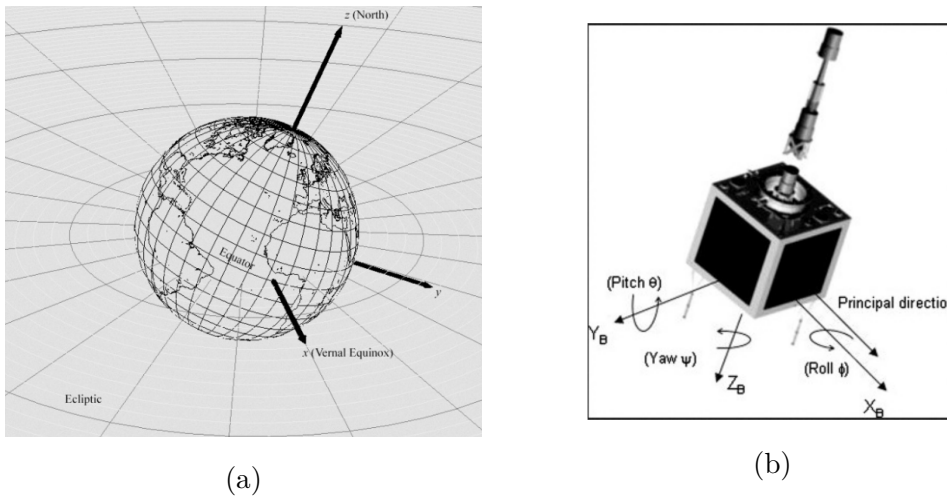 z (North)
Equator
y
x (Vernal Equinox)
Ecliptic
(a)
(Pitch θ)
Principal directio
Y_B
(Yaw ψ)
Z_B
(Roll ϕ)
X_B
(b)